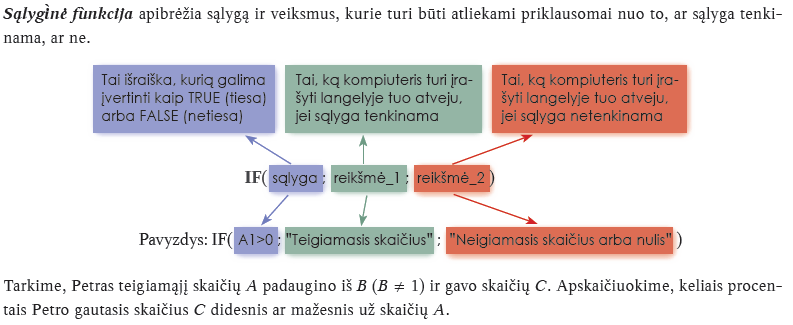 Sąlyginė funkcija apibrėžia sąlygą ir veiksmus, kurie turi būti atliekami priklausomai nuo to, ar sąlyga tenki-
nama, ar ne.
Tai išraiška, kurią galima
įvertinti kaip TRUE (tiesa)
arba FALSE (netiesa)
Tai, ką kompiuteris turi įra-
šyti langelyje tuo atveju,
jei sąlyga tenkinama
Tai, ką kompiuteris turi įra-
šyti langelyje tuo atveju,
jei sąlyga netenkinama
IF( sąlyga ; reikšmė_1 ; reikšmė_2 )
Pavyzdys: IF( A1>0 ; "Teigiamasis skaičius" ; "Neigiamasis skaičius arba nulis" )
Tarkime, Petras teigiamąjį skaičių A padaugino iš B (B ≠ 1) ir gavo skaičių C. Apskaičiuokime, keliais procen-
tais Petro gautasis skaičius C didesnis ar mažesnis už skaičių A.